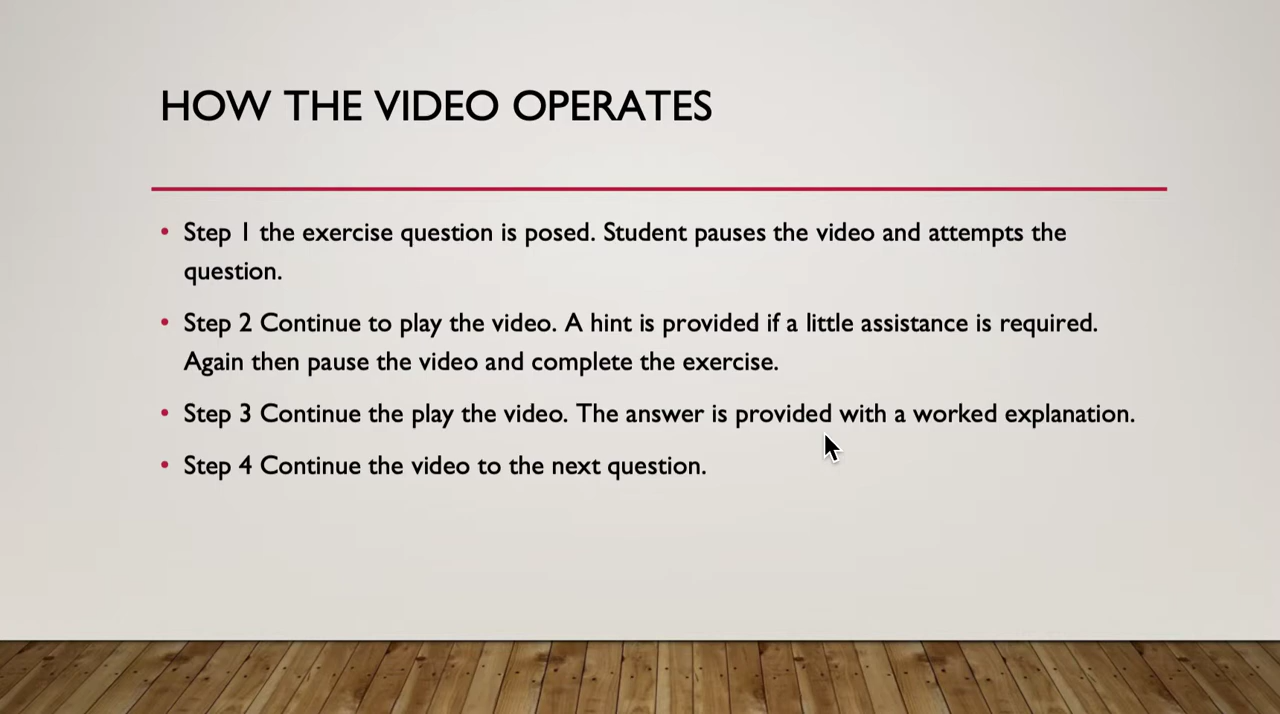 HOW THE VIDEO OPERATES
• Step 1 the exercise question is posed. Student pauses the video and attempts the
question.
• Step 2 Continue to play the video. A hint is provided if a little assistance is required.
Again then pause the video and complete the exercise.
• Step 3 Continue the play the video. The answer is provided with a worked explanation.
• Step 4 Continue the video to the next question.